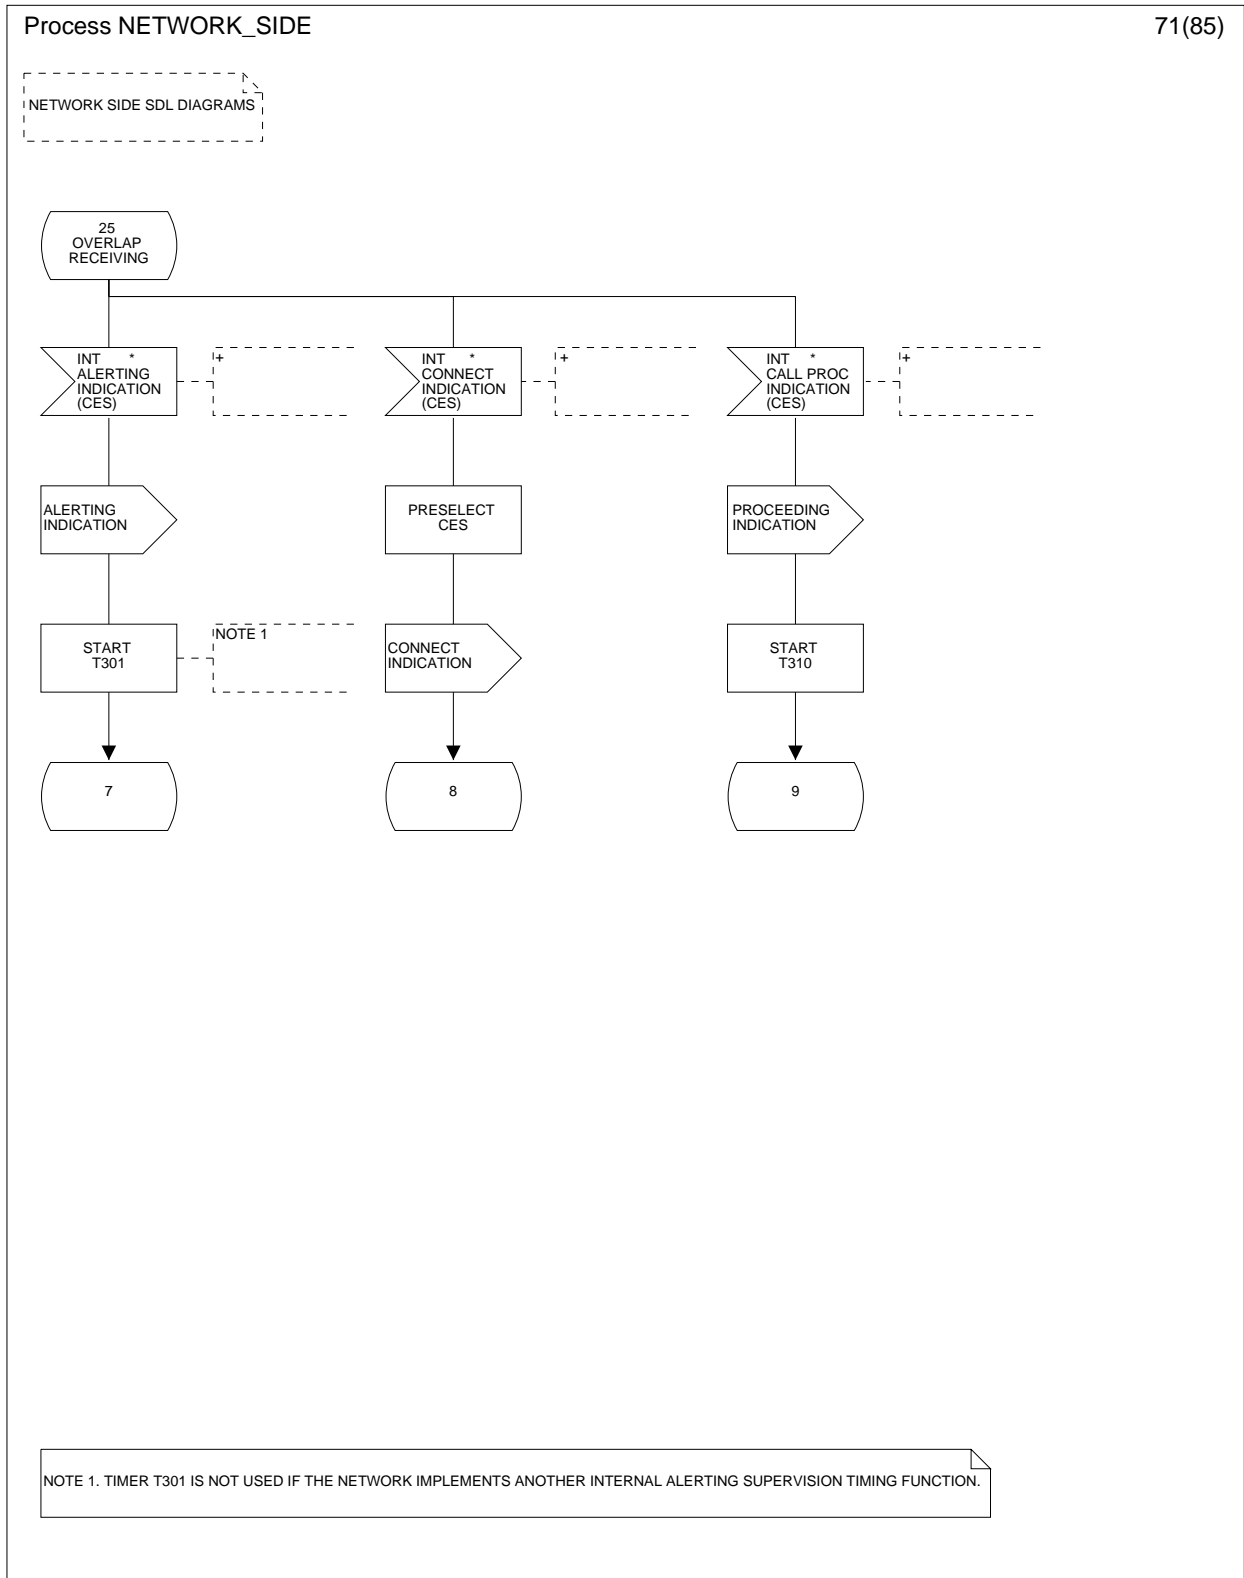 Process NETWORK_SIDE
71(85)
NETWORK SIDE SDL DIAGRAMS
25
OVERLAP
RECEIVING
INT *
ALERTING
INDICATION
(CES)
+
INT *
CONNECT
INDICATION
(CES)
+
INT *
CALL PROC
INDICATION
(CES)
+
ALERTING
INDICATION
PRESELECT
CES
PROCEEDING
INDICATION
START
T301
NOTE 1
CONNECT
INDICATION
START
T310
7
8
9
NOTE 1. TIMER T301 IS NOT USED IF THE NETWORK IMPLEMENTS ANOTHER INTERNAL ALERTING SUPERVISION TIMING FUNCTION.